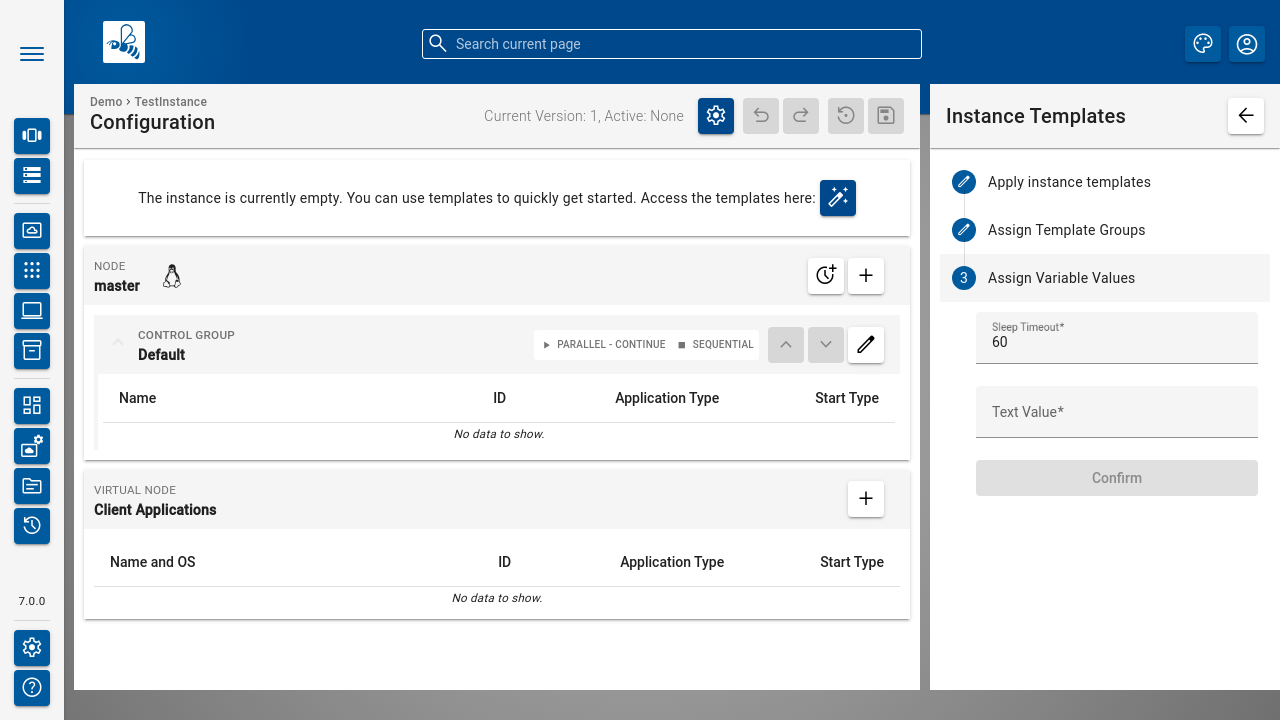 Search current page
Demo › TestInstance
Configuration
Current Version: 1, Active: None
The instance is currently empty. You can use templates to quickly get started. Access the templates here:
NODE
master
CONTROL GROUP
Default
PARALLEL - CONTINUE
SEQUENTIAL
Name ID Application Type Start Type
No data to show.
VIRTUAL NODE
Client Applications
Name and OS ID Application Type Start Type
No data to show.
7.0.0
Instance Templates
Apply instance templates
Assign Template Groups
3 Assign Variable Values
Sleep Timeout*
60
Text Value*
Confirm